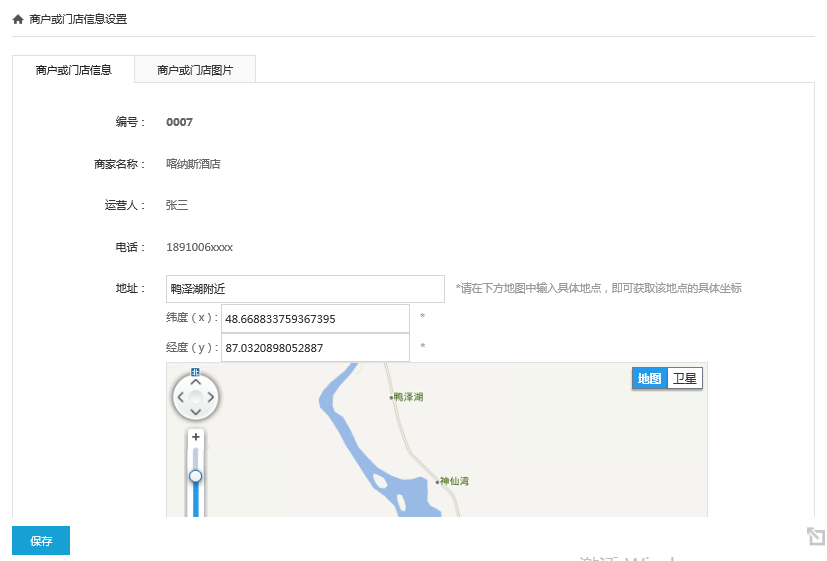 商户或门店信息设置
商户或门店信息 商户或门店图片
编号： 0007
商家名称： 喀纳斯酒店
运营人： 张三
电话： 1891006xxxx
地址： 鸭泽湖附近 *请在下方地图中输入具体地点，即可获取该地点的具体坐标
纬度（x）: 48.668833759367395 *
经度（y）: 87.0320898052887 *
北 地图 卫星
鸭泽湖
+
神仙湾
保存